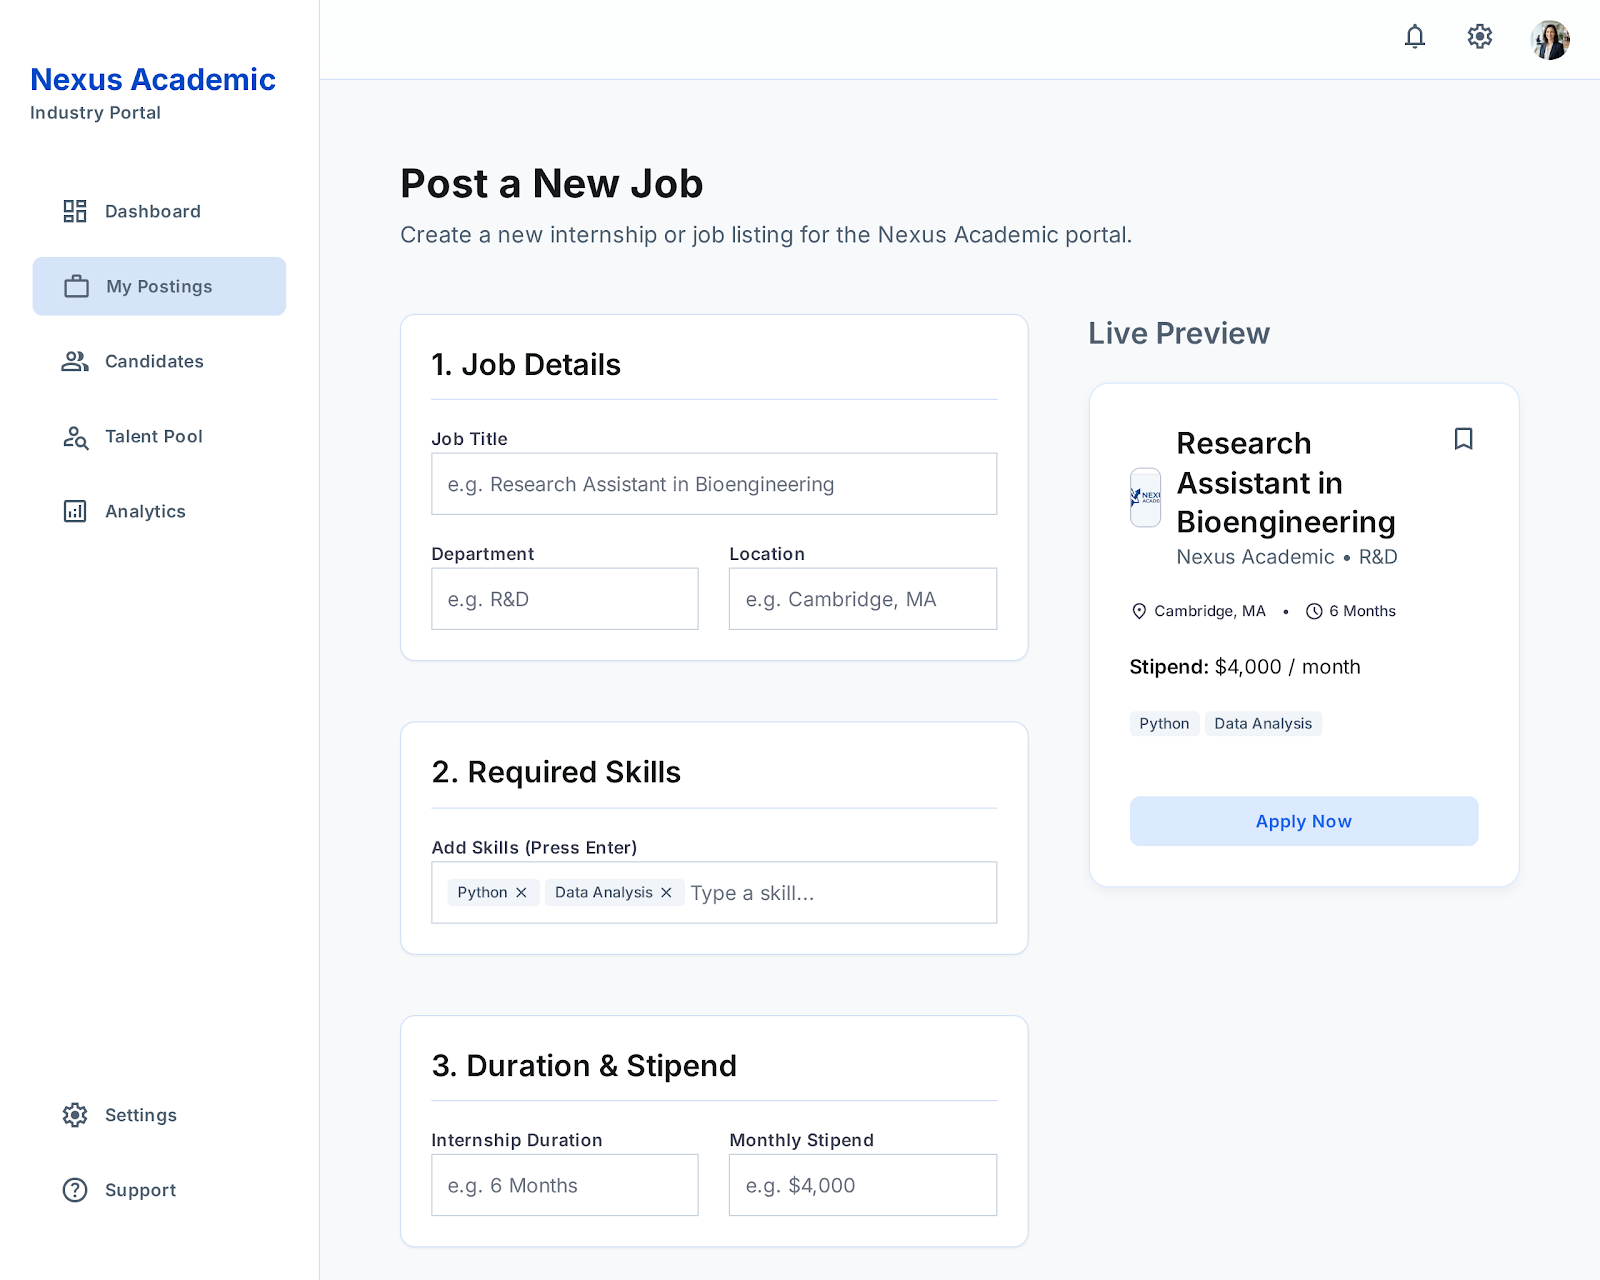 Nexus Academic
Industry Portal
Dashboard
My Postings
Candidates
Talent Pool
Analytics
Settings
Support
Post a New Job
Create a new internship or job listing for the Nexus Academic portal.
1. Job Details
Job Title
e.g. Research Assistant in Bioengineering
Department
Location
e.g. R&D
e.g. Cambridge, MA
2. Required Skills
Add Skills (Press Enter)
Python × Data Analysis × Type a skill...
3. Duration & Stipend
Internship Duration
Monthly Stipend
e.g. 6 Months
e.g. $4,000
Live Preview
Research
Assistant in
Bioengineering
Nexus Academic • R&D
Cambridge, MA • 6 Months
Stipend: $4,000 / month
Python
Data Analysis
Apply Now